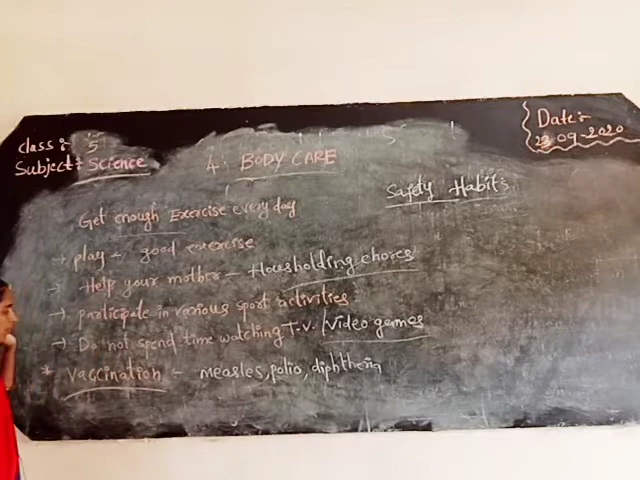 Date:-
23-09-2020
class: 5
Subject: Science
4. BODY CARE
Safety Habits
Get enough Exercise every day
→ play - good exercise
→ Help your mother - Housholding chores
→ participate in various sport activities
→ Do not spend time watching T.V. / Video games
* Vaccination - measles, polio, diphtheria